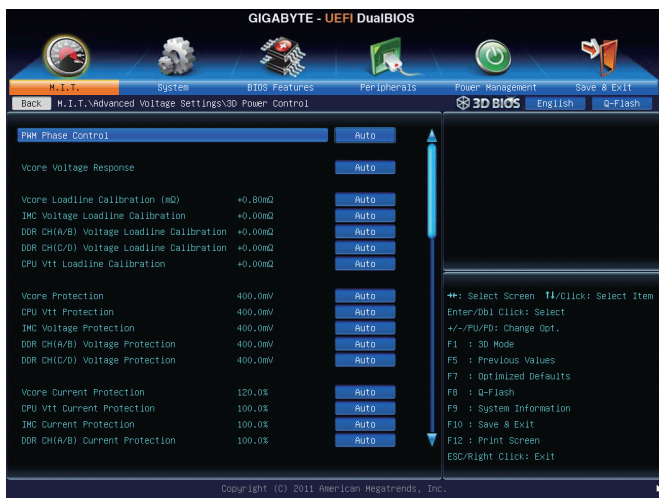 GIGABYTE - UEFI DualBIOS
M.I.T.
System
BIOS Features
Peripherals
Power Management
Save & Exit
Back M.I.T.\Advanced Voltage Settings\3D Power Control
3D BIOS English Q-Flash
PWM Phase Control Auto
Vcore Voltage Response Auto
Vcore Loadline Calibration (mΩ) +0.80mΩ Auto
IMC Voltage Loadline Calibration +0.00mΩ Auto
DDR CH(A/B) Voltage Loadline Calibration +0.00mΩ Auto
DDR CH(C/D) Voltage Loadline Calibration +0.00mΩ Auto
CPU Vtt Loadline Calibration +0.00mΩ Auto
Vcore Protection 400.0mV Auto
CPU Vtt Protection 400.0mV Auto
IMC Voltage Protection 400.0mV Auto
DDR CH(A/B) Voltage Protection 400.0mV Auto
DDR CH(C/D) Voltage Protection 400.0mV Auto
Vcore Current Protection 120.0% Auto
CPU Vtt Current Protection 100.0% Auto
IMC Current Protection 100.0% Auto
DDR CH(A/B) Current Protection 100.0% Auto
→←: Select Screen ↑↓/Click: Select Item
Enter/Dbl Click: Select
+/-/PU/PD: Change Opt.
F1 : 3D Mode
F5 : Previous Values
F7 : Optimized Defaults
F8 : Q-Flash
F9 : System Information
F10 : Save & Exit
F12 : Print Screen
ESC/Right Click: Exit
Copyright (C) 2011 American Megatrends, Inc.